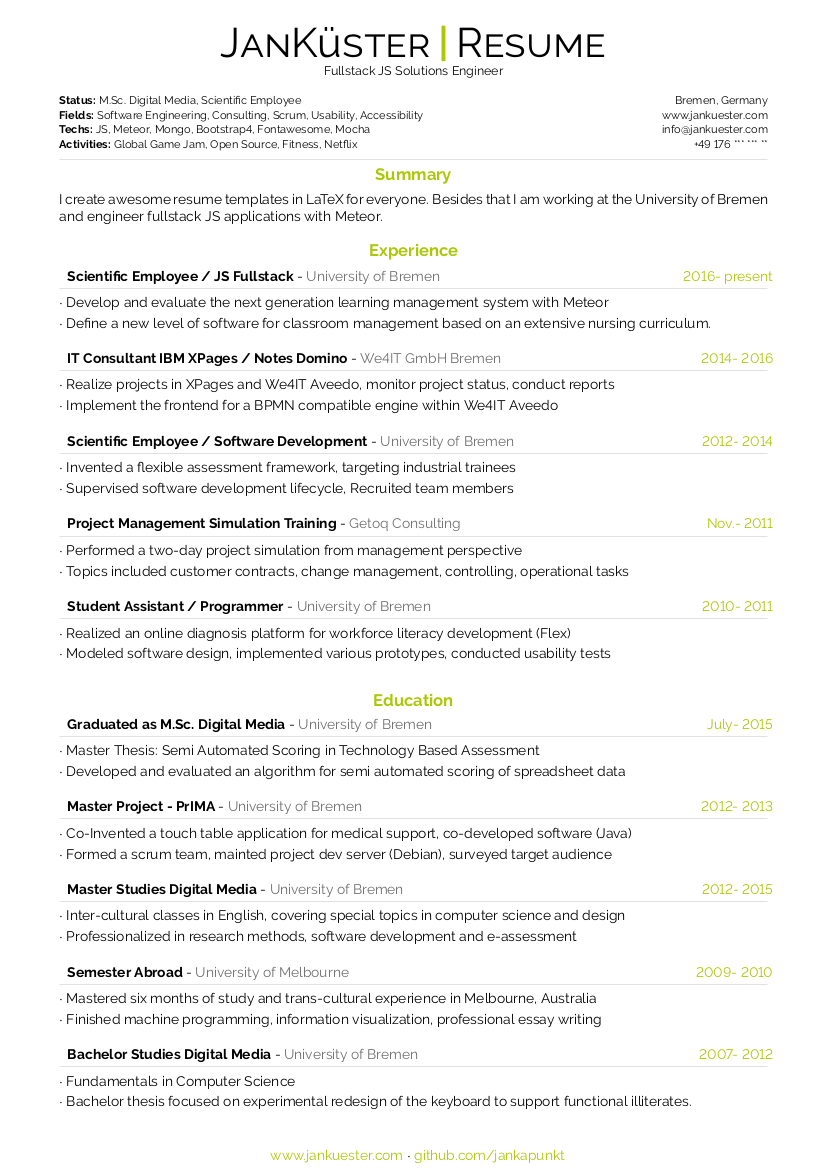 JanKüster | Resume
Fullstack JS Solutions Engineer
Status: M.Sc. Digital Media, Scientific Employee
Bremen, Germany
Fields: Software Engineering, Consulting, Scrum, Usability, Accessibility
www.jankuester.com
Techs: JS, Meteor, Mongo, Bootstrap4, Fontawesome, Mocha
info@jankuester.com
Activities: Global Game Jam, Open Source, Fitness, Netflix
+49 176 *** *** **
Summary
I create awesome resume templates in LaTeX for everyone. Besides that I am working at the University of Bremen
and engineer fullstack JS applications with Meteor.
Experience
Scientific Employee / JS Fullstack - University of Bremen 2016- present
· Develop and evaluate the next generation learning management system with Meteor
· Define a new level of software for classroom management based on an extensive nursing curriculum.
IT Consultant IBM XPages / Notes Domino - We4IT GmbH Bremen 2014- 2016
· Realize projects in XPages and We4IT Aveedo, monitor project status, conduct reports
· Implement the frontend for a BPMN compatible engine within We4IT Aveedo
Scientific Employee / Software Development - University of Bremen 2012- 2014
· Invented a flexible assessment framework, targeting industrial trainees
· Supervised software development lifecycle, Recruited team members
Project Management Simulation Training - Getoq Consulting Nov.- 2011
· Performed a two-day project simulation from management perspective
· Topics included customer contracts, change management, controlling, operational tasks
Student Assistant / Programmer - University of Bremen 2010- 2011
· Realized an online diagnosis platform for workforce literacy development (Flex)
· Modeled software design, implemented various prototypes, conducted usability tests
Education
Graduated as M.Sc. Digital Media - University of Bremen July- 2015
· Master Thesis: Semi Automated Scoring in Technology Based Assessment
· Developed and evaluated an algorithm for semi automated scoring of spreadsheet data
Master Project - PrIMA - University of Bremen 2012- 2013
· Co-Invented a touch table application for medical support, co-developed software (Java)
· Formed a scrum team, mainted project dev server (Debian), surveyed target audience
Master Studies Digital Media - University of Bremen 2012- 2015
· Inter-cultural classes in English, covering special topics in computer science and design
· Professionalized in research methods, software development and e-assessment
Semester Abroad - University of Melbourne 2009- 2010
· Mastered six months of study and trans-cultural experience in Melbourne, Australia
· Finished machine programming, information visualization, professional essay writing
Bachelor Studies Digital Media - University of Bremen 2007- 2012
· Fundamentals in Computer Science
· Bachelor thesis focused on experimental redesign of the keyboard to support functional illiterates.
www.jankuester.com · github.com/jankapunkt